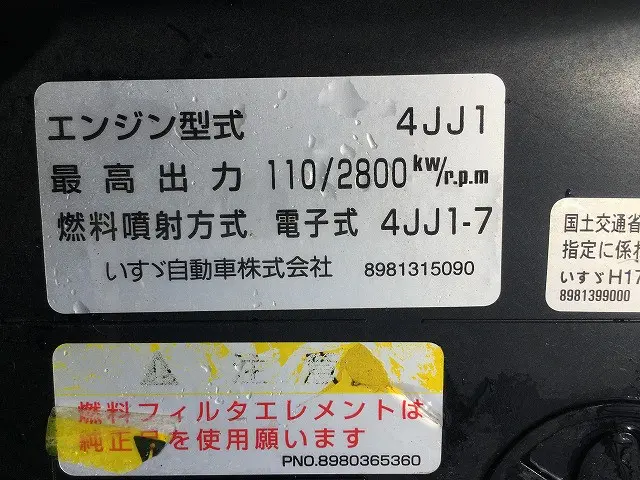 エンジン型式 4JJ1
最高出力 110/2800 kw/r.p.m
燃料噴射方式 電子式 4JJ1-7
いすゞ自動車株式会社 8981315090
国土交通省
指定に係
いすゞH17
8981399000
注意
燃料フィルタエレメントは
純正品を使用願います
PNO.8980365360